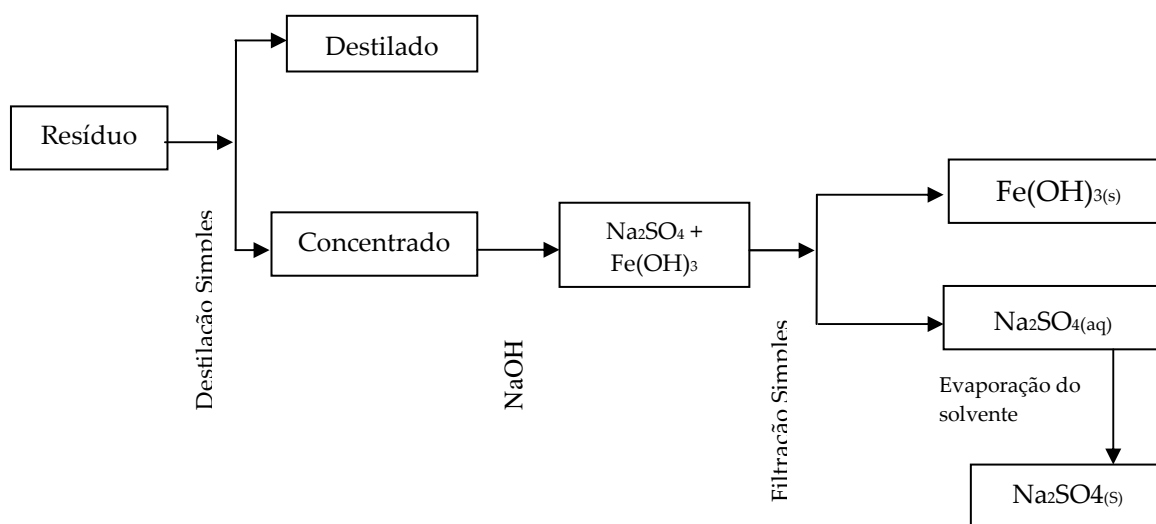 Destilado
Resíduo
Destilação Simples
Concentrado
NaOH
Na₂SO₄ +
Fe(OH)₃
Filtração Simples
Fe(OH)₃(s)
Na₂SO₄(aq)
Evaporação do
solvente
Na₂SO4(S)